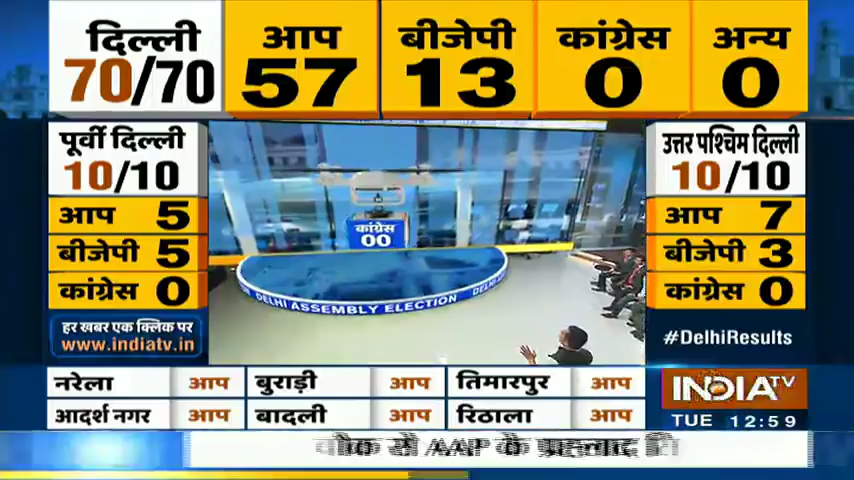 दिल्ली
70/70
आप
57
बीजेपी
13
कांग्रेस
0
अन्य
0
पूर्वी दिल्ली
10/10
आप 5
बीजेपी 5
कांग्रेस 0
हर खबर एक क्लिक पर
www.indiatv.in
कांग्रेस
00
DELHI ASSEMBLY ELECTION
उत्तर पश्चिम दिल्ली
10/10
आप 7
बीजेपी 3
कांग्रेस 0
#DelhiResults
नरेला आप बुराड़ी आप तिमारपुर आप
आदर्श नगर आप बादली आप रिठाला आप
INDIA TV
TUE 12:59
से AAP के प्रहलाद